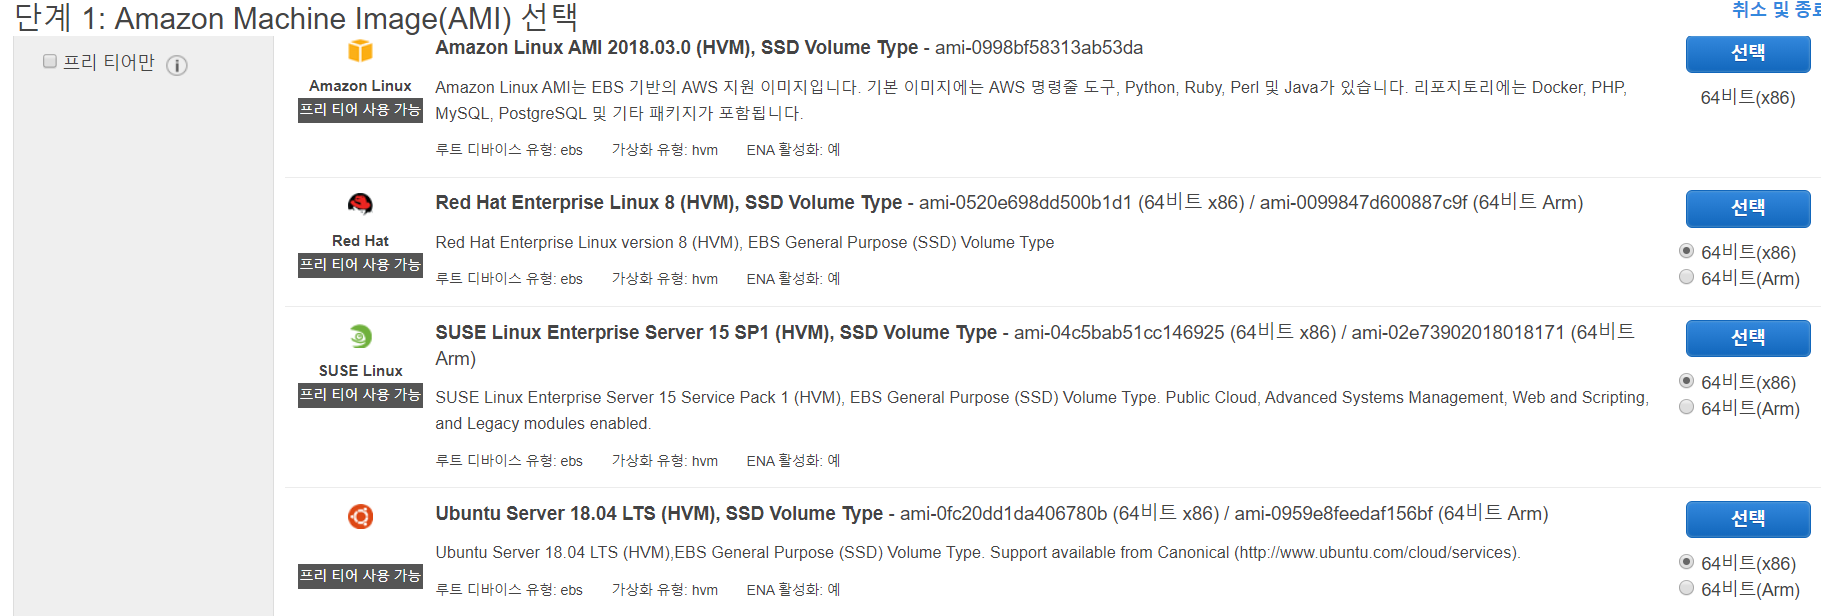 단계 1: Amazon Machine Image(AMI) 선택
취소 및 종료
프리 티어만
Amazon Linux
프리 티어 사용 가능
Amazon Linux AMI 2018.03.0 (HVM), SSD Volume Type - ami-0998bf58313ab53da
Amazon Linux AMI는 EBS 기반의 AWS 지원 이미지입니다. 기본 이미지에는 AWS 명령줄 도구, Python, Ruby, Perl 및 Java가 있습니다. 리포지토리에는 Docker, PHP,
MySQL, PostgreSQL 및 기타 패키지가 포함됩니다.
루트 디바이스 유형: ebs 가상화 유형: hvm ENA 활성화: 예
선택
64비트(x86)
Red Hat
프리 티어 사용 가능
Red Hat Enterprise Linux 8 (HVM), SSD Volume Type - ami-0520e698dd500b1d1 (64비트 x86) / ami-0099847d600887c9f (64비트 Arm)
Red Hat Enterprise Linux version 8 (HVM), EBS General Purpose (SSD) Volume Type
루트 디바이스 유형: ebs 가상화 유형: hvm ENA 활성화: 예
선택
64비트(x86)
64비트(Arm)
SUSE Linux
프리 티어 사용 가능
SUSE Linux Enterprise Server 15 SP1 (HVM), SSD Volume Type - ami-04c5bab51cc146925 (64비트 x86) / ami-02e73902018018171 (64비트
Arm)
SUSE Linux Enterprise Server 15 Service Pack 1 (HVM), EBS General Purpose (SSD) Volume Type. Public Cloud, Advanced Systems Management, Web and Scripting,
and Legacy modules enabled.
루트 디바이스 유형: ebs 가상화 유형: hvm ENA 활성화: 예
선택
64비트(x86)
64비트(Arm)
프리 티어 사용 가능
Ubuntu Server 18.04 LTS (HVM), SSD Volume Type - ami-0fc20dd1da406780b (64비트 x86) / ami-0959e8feedaf156bf (64비트 Arm)
Ubuntu Server 18.04 LTS (HVM),EBS General Purpose (SSD) Volume Type. Support available from Canonical (http://www.ubuntu.com/cloud/services).
루트 디바이스 유형: ebs 가상화 유형: hvm ENA 활성화: 예
선택
64비트(x86)
64비트(Arm)